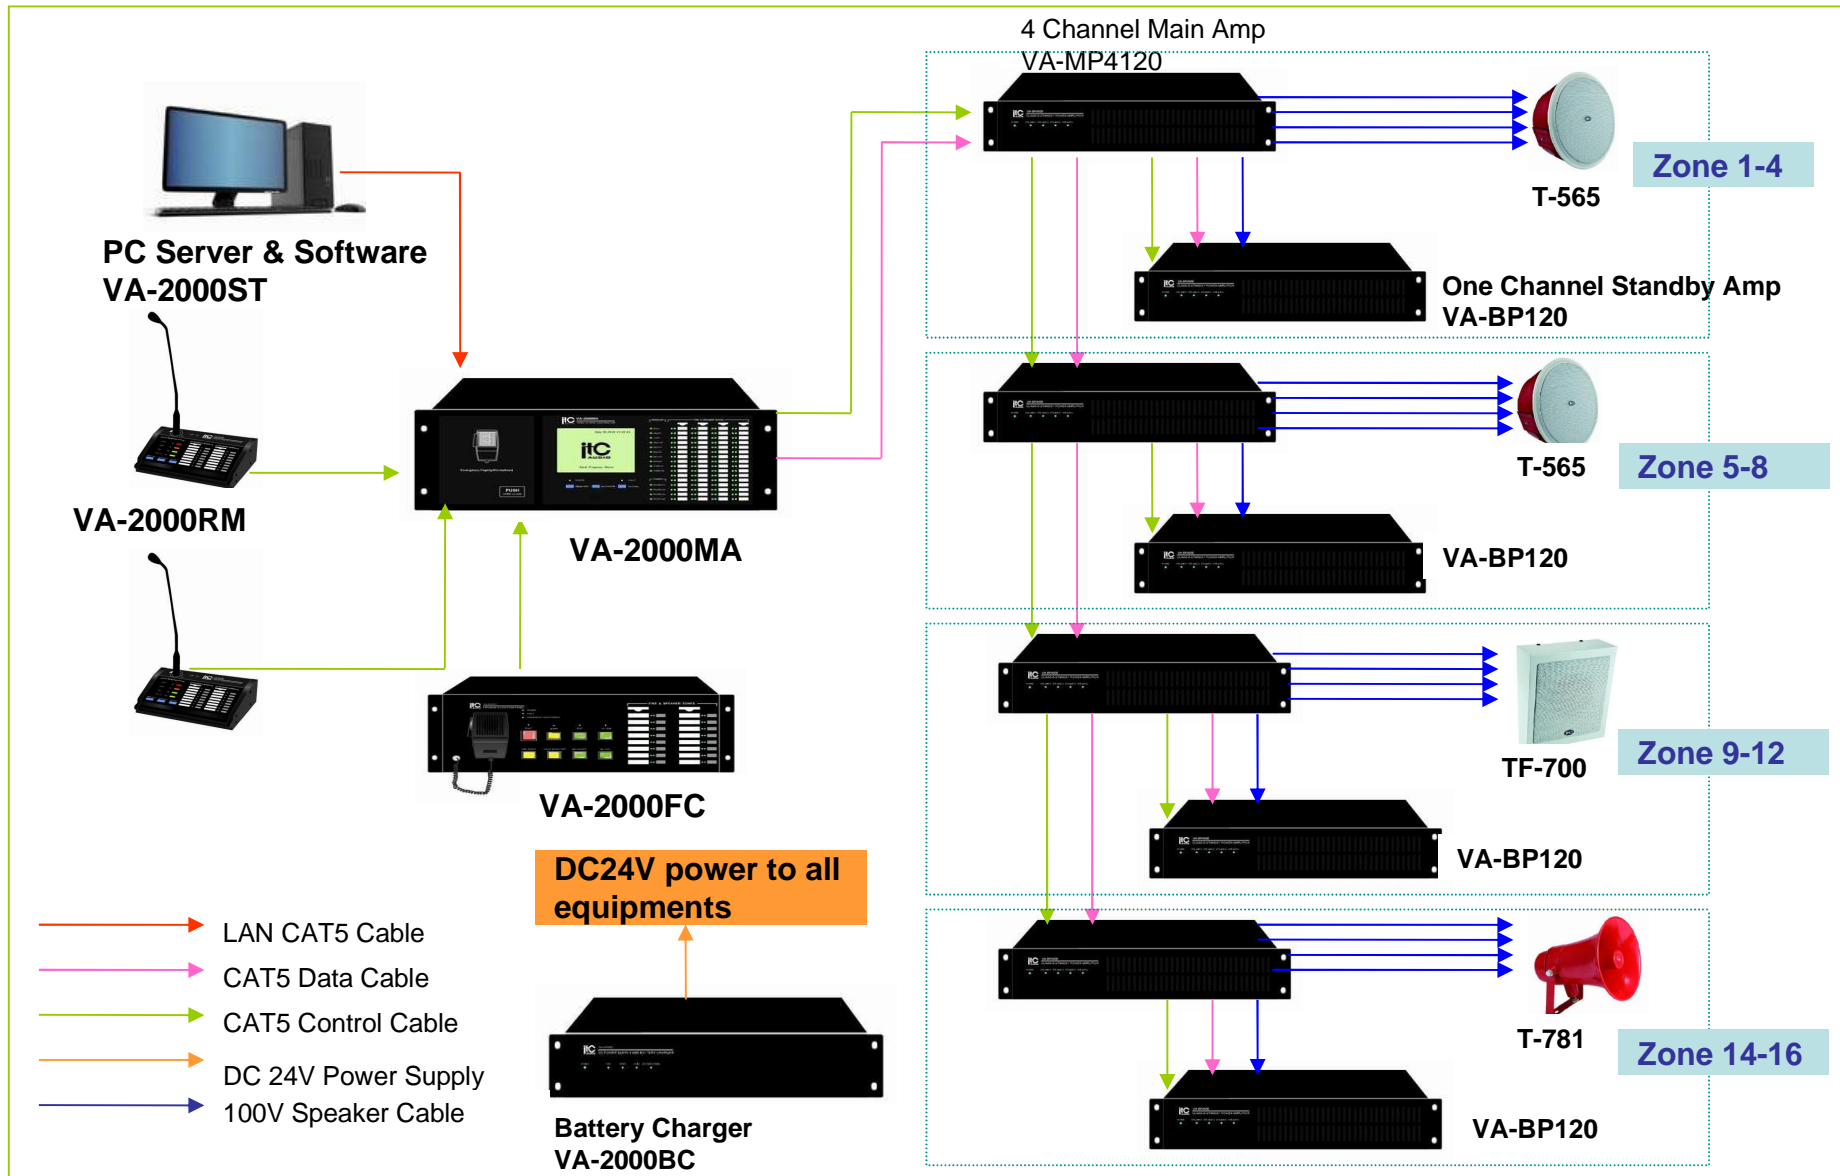 4 Channel Main Amp
VA-MP4120
PC Server & Software
VA-2000ST
T-565
Zone 1-4
One Channel Standby Amp
VA-BP120
VA-2000RM
itc
AUDIO
PUSH
VA-2000MA
T-565
Zone 5-8
VA-BP120
VA-2000FC
TF-700
Zone 9-12
VA-BP120
DC24V power to all
equipments
LAN CAT5 Cable
CAT5 Data Cable
CAT5 Control Cable
DC 24V Power Supply
100V Speaker Cable
Battery Charger
VA-2000BC
T-781
Zone 14-16
VA-BP120